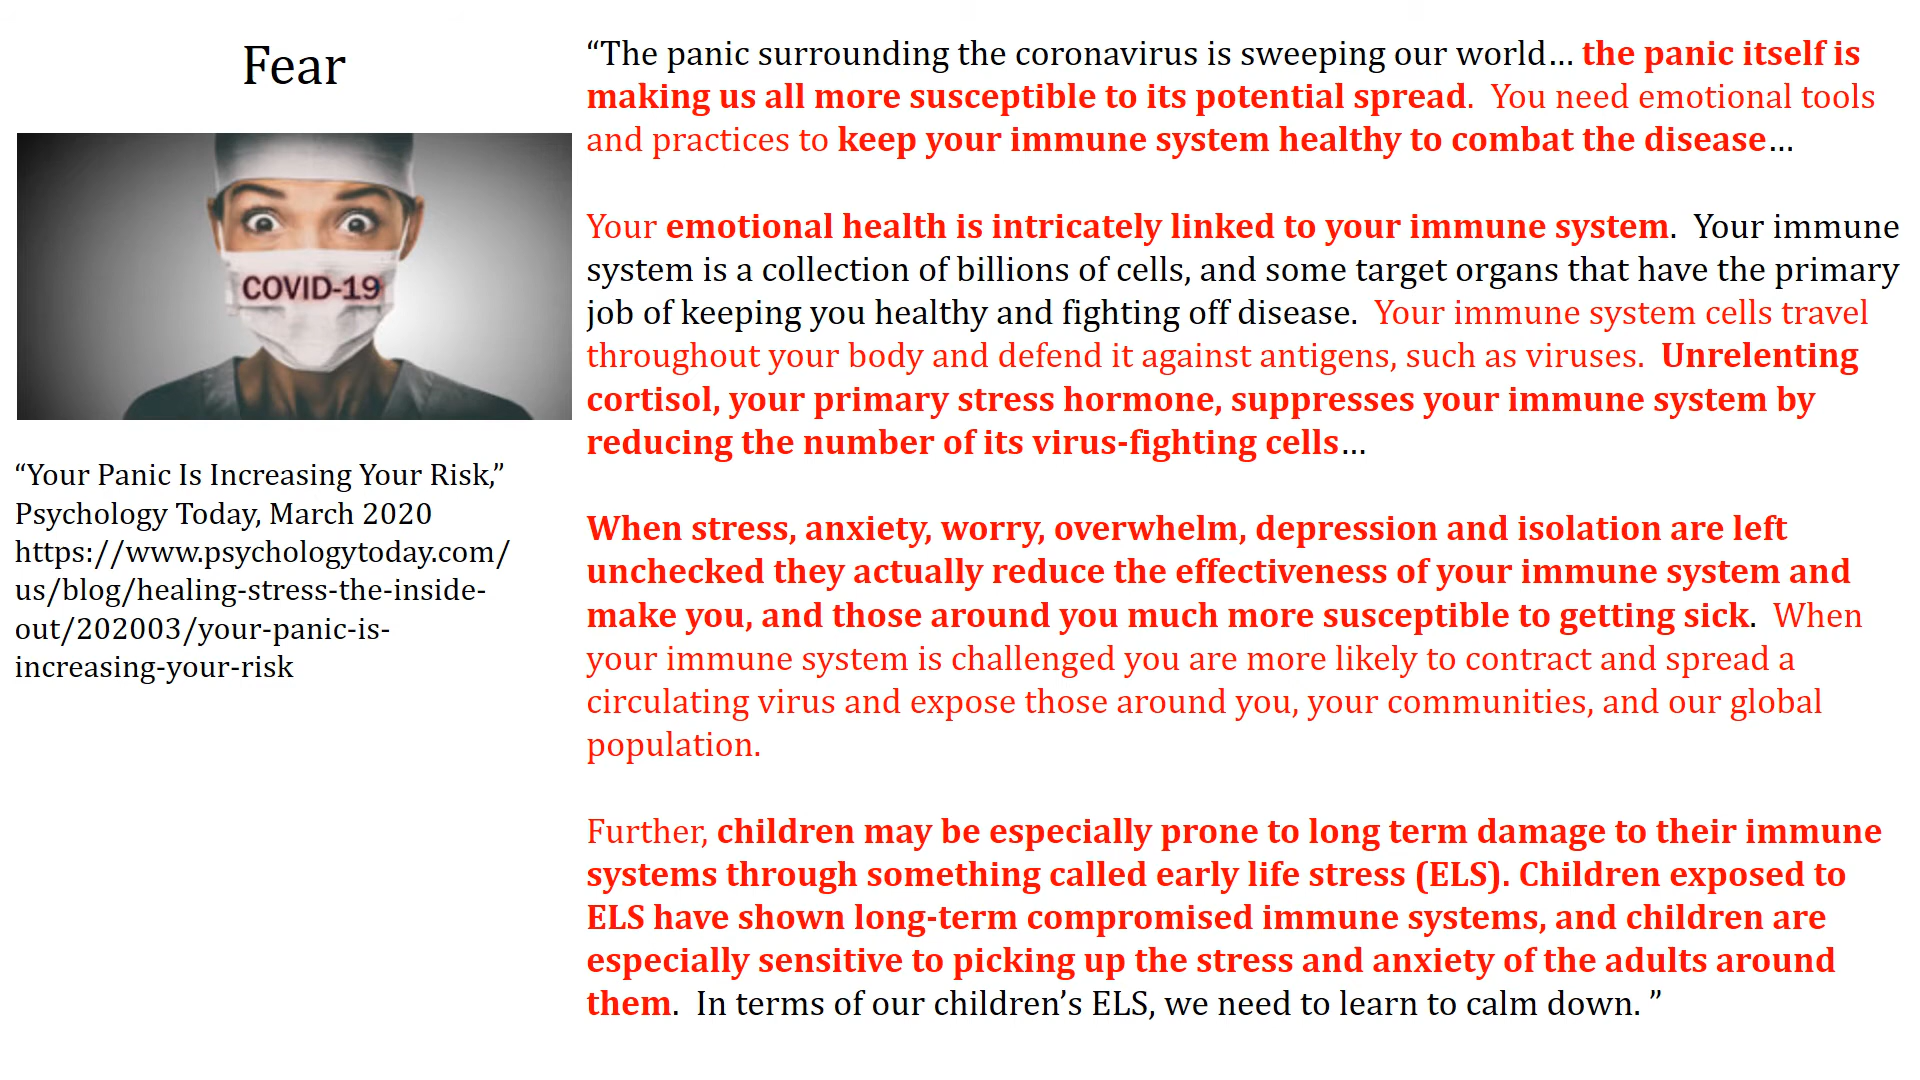 Fear
COVID-19
“Your Panic Is Increasing Your Risk,”
Psychology Today, March 2020
https://www.psychologytoday.com/
us/blog/healing-stress-the-inside-
out/202003/your-panic-is-
increasing-your-risk
“The panic surrounding the coronavirus is sweeping our world… the panic itself is
making us all more susceptible to its potential spread.  You need emotional tools
and practices to keep your immune system healthy to combat the disease…
Your emotional health is intricately linked to your immune system.  Your immune
system is a collection of billions of cells, and some target organs that have the primary
job of keeping you healthy and fighting off disease.  Your immune system cells travel
throughout your body and defend it against antigens, such as viruses.  Unrelenting
cortisol, your primary stress hormone, suppresses your immune system by
reducing the number of its virus-fighting cells…
When stress, anxiety, worry, overwhelm, depression and isolation are left
unchecked they actually reduce the effectiveness of your immune system and
make you, and those around you much more susceptible to getting sick.  When
your immune system is challenged you are more likely to contract and spread a
circulating virus and expose those around you, your communities, and our global
population.
Further, children may be especially prone to long term damage to their immune
systems through something called early life stress (ELS). Children exposed to
ELS have shown long-term compromised immune systems, and children are
especially sensitive to picking up the stress and anxiety of the adults around
them.  In terms of our children’s ELS, we need to learn to calm down. ”